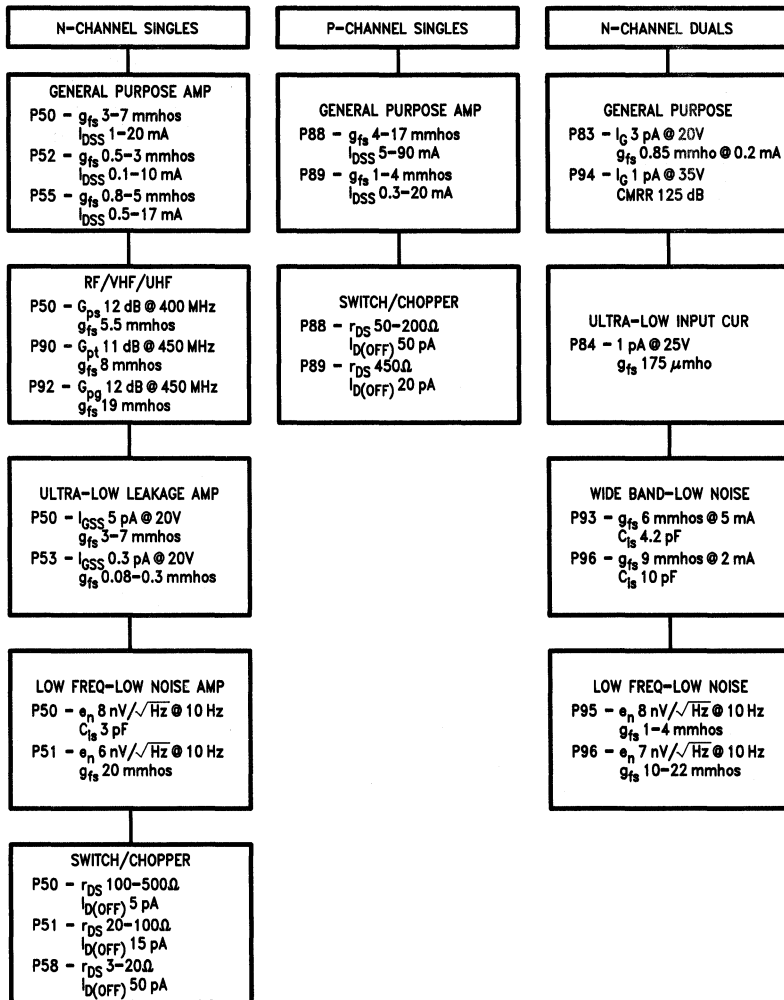 N-CHANNEL SINGLES
GENERAL PURPOSE AMP
P50 - gfs 3-7 mmhos
IDSS 1-20 mA
P52 - gfs 0.5-3 mmhos
IDSS 0.1-10 mA
P55 - gfs 0.8-5 mmhos
IDSS 0.5-17 mA
RF/VHF/UHF
P50 - Gps 12 dB @ 400 MHz
gfs 5.5 mmhos
P90 - Gpt 11 dB @ 450 MHz
gfs 8 mmhos
P92 - Gpg 12 dB @ 450 MHz
gfs 19 mmhos
ULTRA-LOW LEAKAGE AMP
P50 - IGSS 5 pA @ 20V
gfs 3-7 mmhos
P53 - IGSS 0.3 pA @ 20V
gfs 0.08-0.3 mmhos
LOW FREQ-LOW NOISE AMP
P50 - en 8 nV/√Hz @ 10 Hz
Cis 3 pF
P51 - en 6 nV/√Hz @ 10 Hz
gfs 20 mmhos
SWITCH/CHOPPER
P50 - rDS 100-500Ω
ID(OFF) 5 pA
P51 - rDS 20-100Ω
ID(OFF) 15 pA
P58 - rDS 3-20Ω
ID(OFF) 50 pA
P-CHANNEL SINGLES
GENERAL PURPOSE AMP
P88 - gfs 4-17 mmhos
IDSS 5-90 mA
P89 - gfs 1-4 mmhos
IDSS 0.3-20 mA
SWITCH/CHOPPER
P88 - rDS 50-200Ω
ID(OFF) 50 pA
P89 - rDS 450Ω
ID(OFF) 20 pA
N-CHANNEL DUALS
GENERAL PURPOSE
P83 - IG 3 pA @ 20V
gfs 0.85 mmho @ 0.2 mA
P94 - IG 1 pA @ 35V
CMRR 125 dB
ULTRA-LOW INPUT CUR
P84 - 1 pA @ 25V
gfs 175 μmho
WIDE BAND-LOW NOISE
P93 - gfs 6 mmhos @ 5 mA
Cis 4.2 pF
P96 - gfs 9 mmhos @ 2 mA
Cis 10 pF
LOW FREQ-LOW NOISE
P95 - en 8 nV/√Hz @ 10 Hz
gfs 1-4 mmhos
P96 - en 7 nV/√Hz @ 10 Hz
gfs 10-22 mmhos